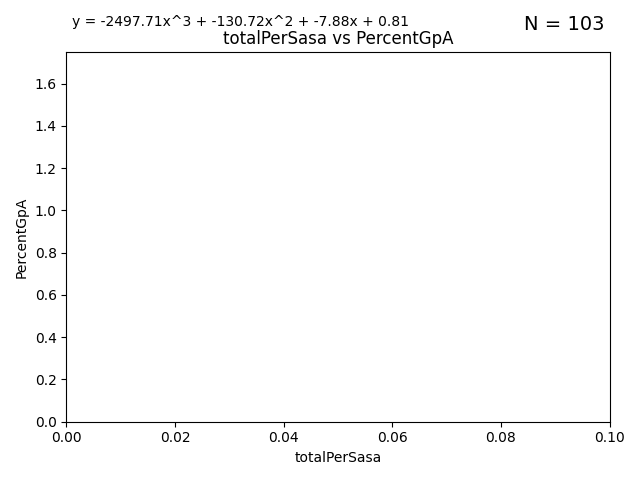 y = -2497.71x^3 + -130.72x^2 + -7.88x + 0.81
N = 103
totalPerSasa vs PercentGpA
1.6
1.4
1.2
1.0
0.8
0.6
0.4
0.2
0.0
PercentGpA
0.00 0.02 0.04 0.06 0.08 0.10
totalPerSasa